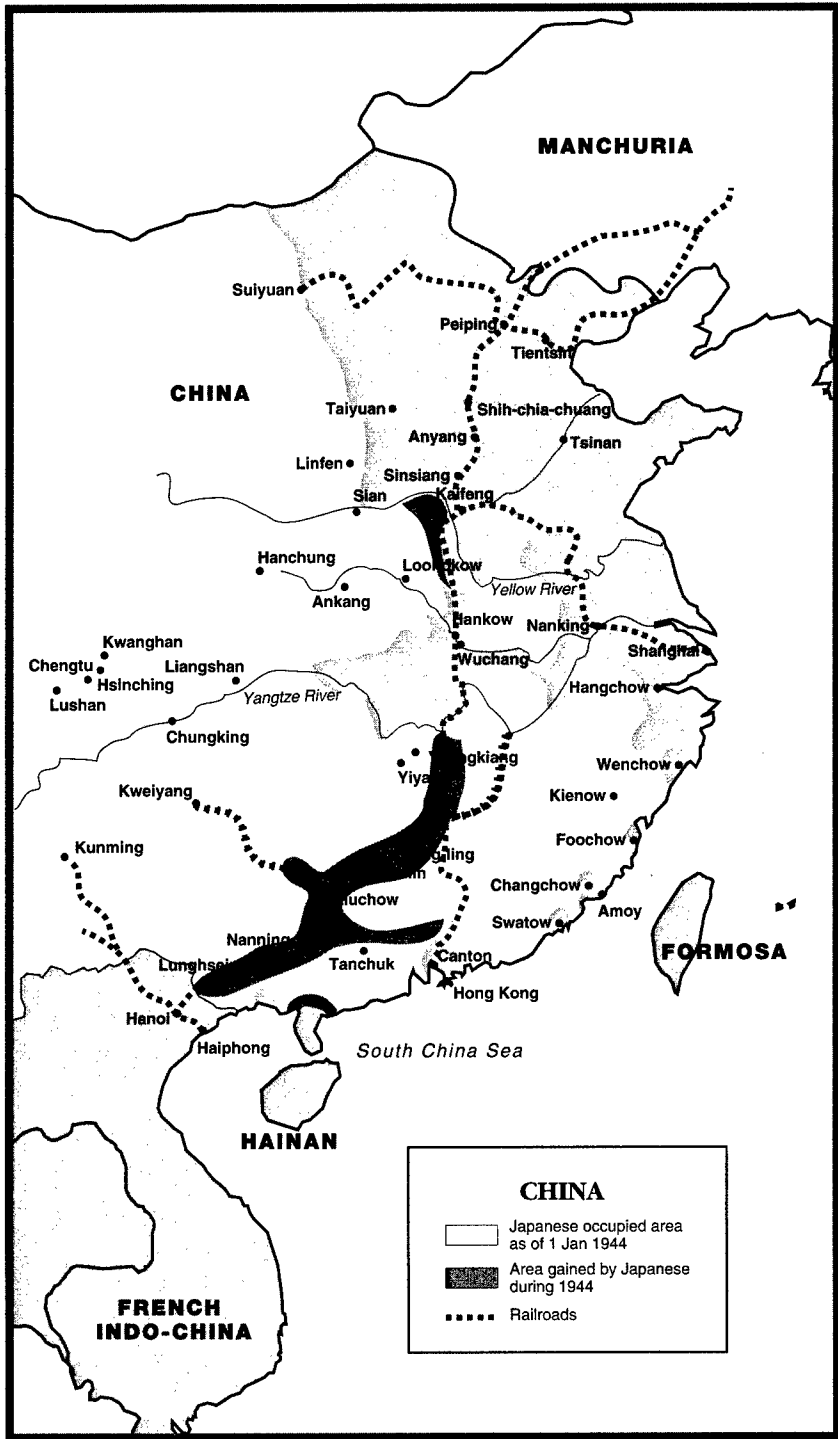 MANCHURIA
Suiyuan
Peiping
Tientsin
CHINA
Taiyuan
Shih-chia-chuang
Anyang
Tsinan
Linfen
Sinsiang
Sian
Kaifeng
Hanchung
Ankang
Yellow River
Hankow
Nanking
Kwanghan
Wuchang
Shanghai
Chengtu
Liangshan
Hsinching
Hangchow
Lushan
Yangtze River
Chungking
Wenchow
Kweiyang
Kienow
Kunming
Foochow
Changchow
Amoy
Swatow
Nanning
Tanchuk
Canton
FORMOSA
Hong Kong
Hanoi
Haiphong
South China Sea
HAINAN
CHINA
Japanese occupied area
as of 1 Jan 1944
Area gained by Japanese
during 1944
Railroads
FRENCH
INDO-CHINA